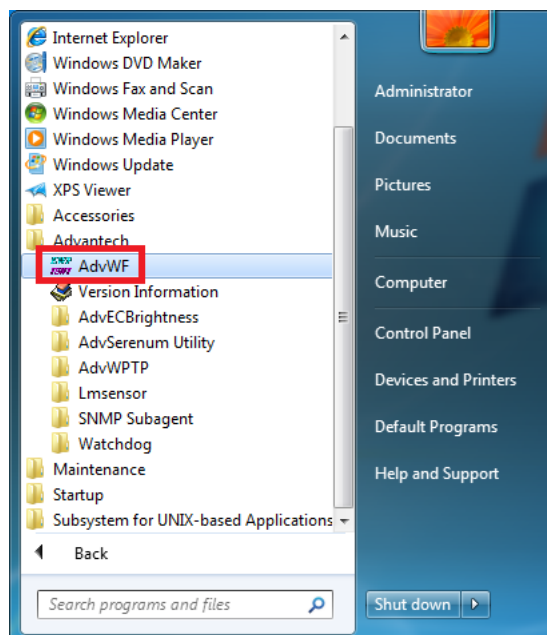 Internet Explorer
Windows DVD Maker
Windows Fax and Scan
Windows Media Center
Windows Media Player
Windows Update
XPS Viewer
Accessories
Advantech
AdvWF
Version Information
AdvECBrightness
AdvSerenum Utility
AdvWPTP
Lmsensor
SNMP Subagent
Watchdog
Maintenance
Startup
Subsystem for UNIX-based Applications
Back
Search programs and files
Administrator
Documents
Pictures
Music
Computer
Control Panel
Devices and Printers
Default Programs
Help and Support
Shut down